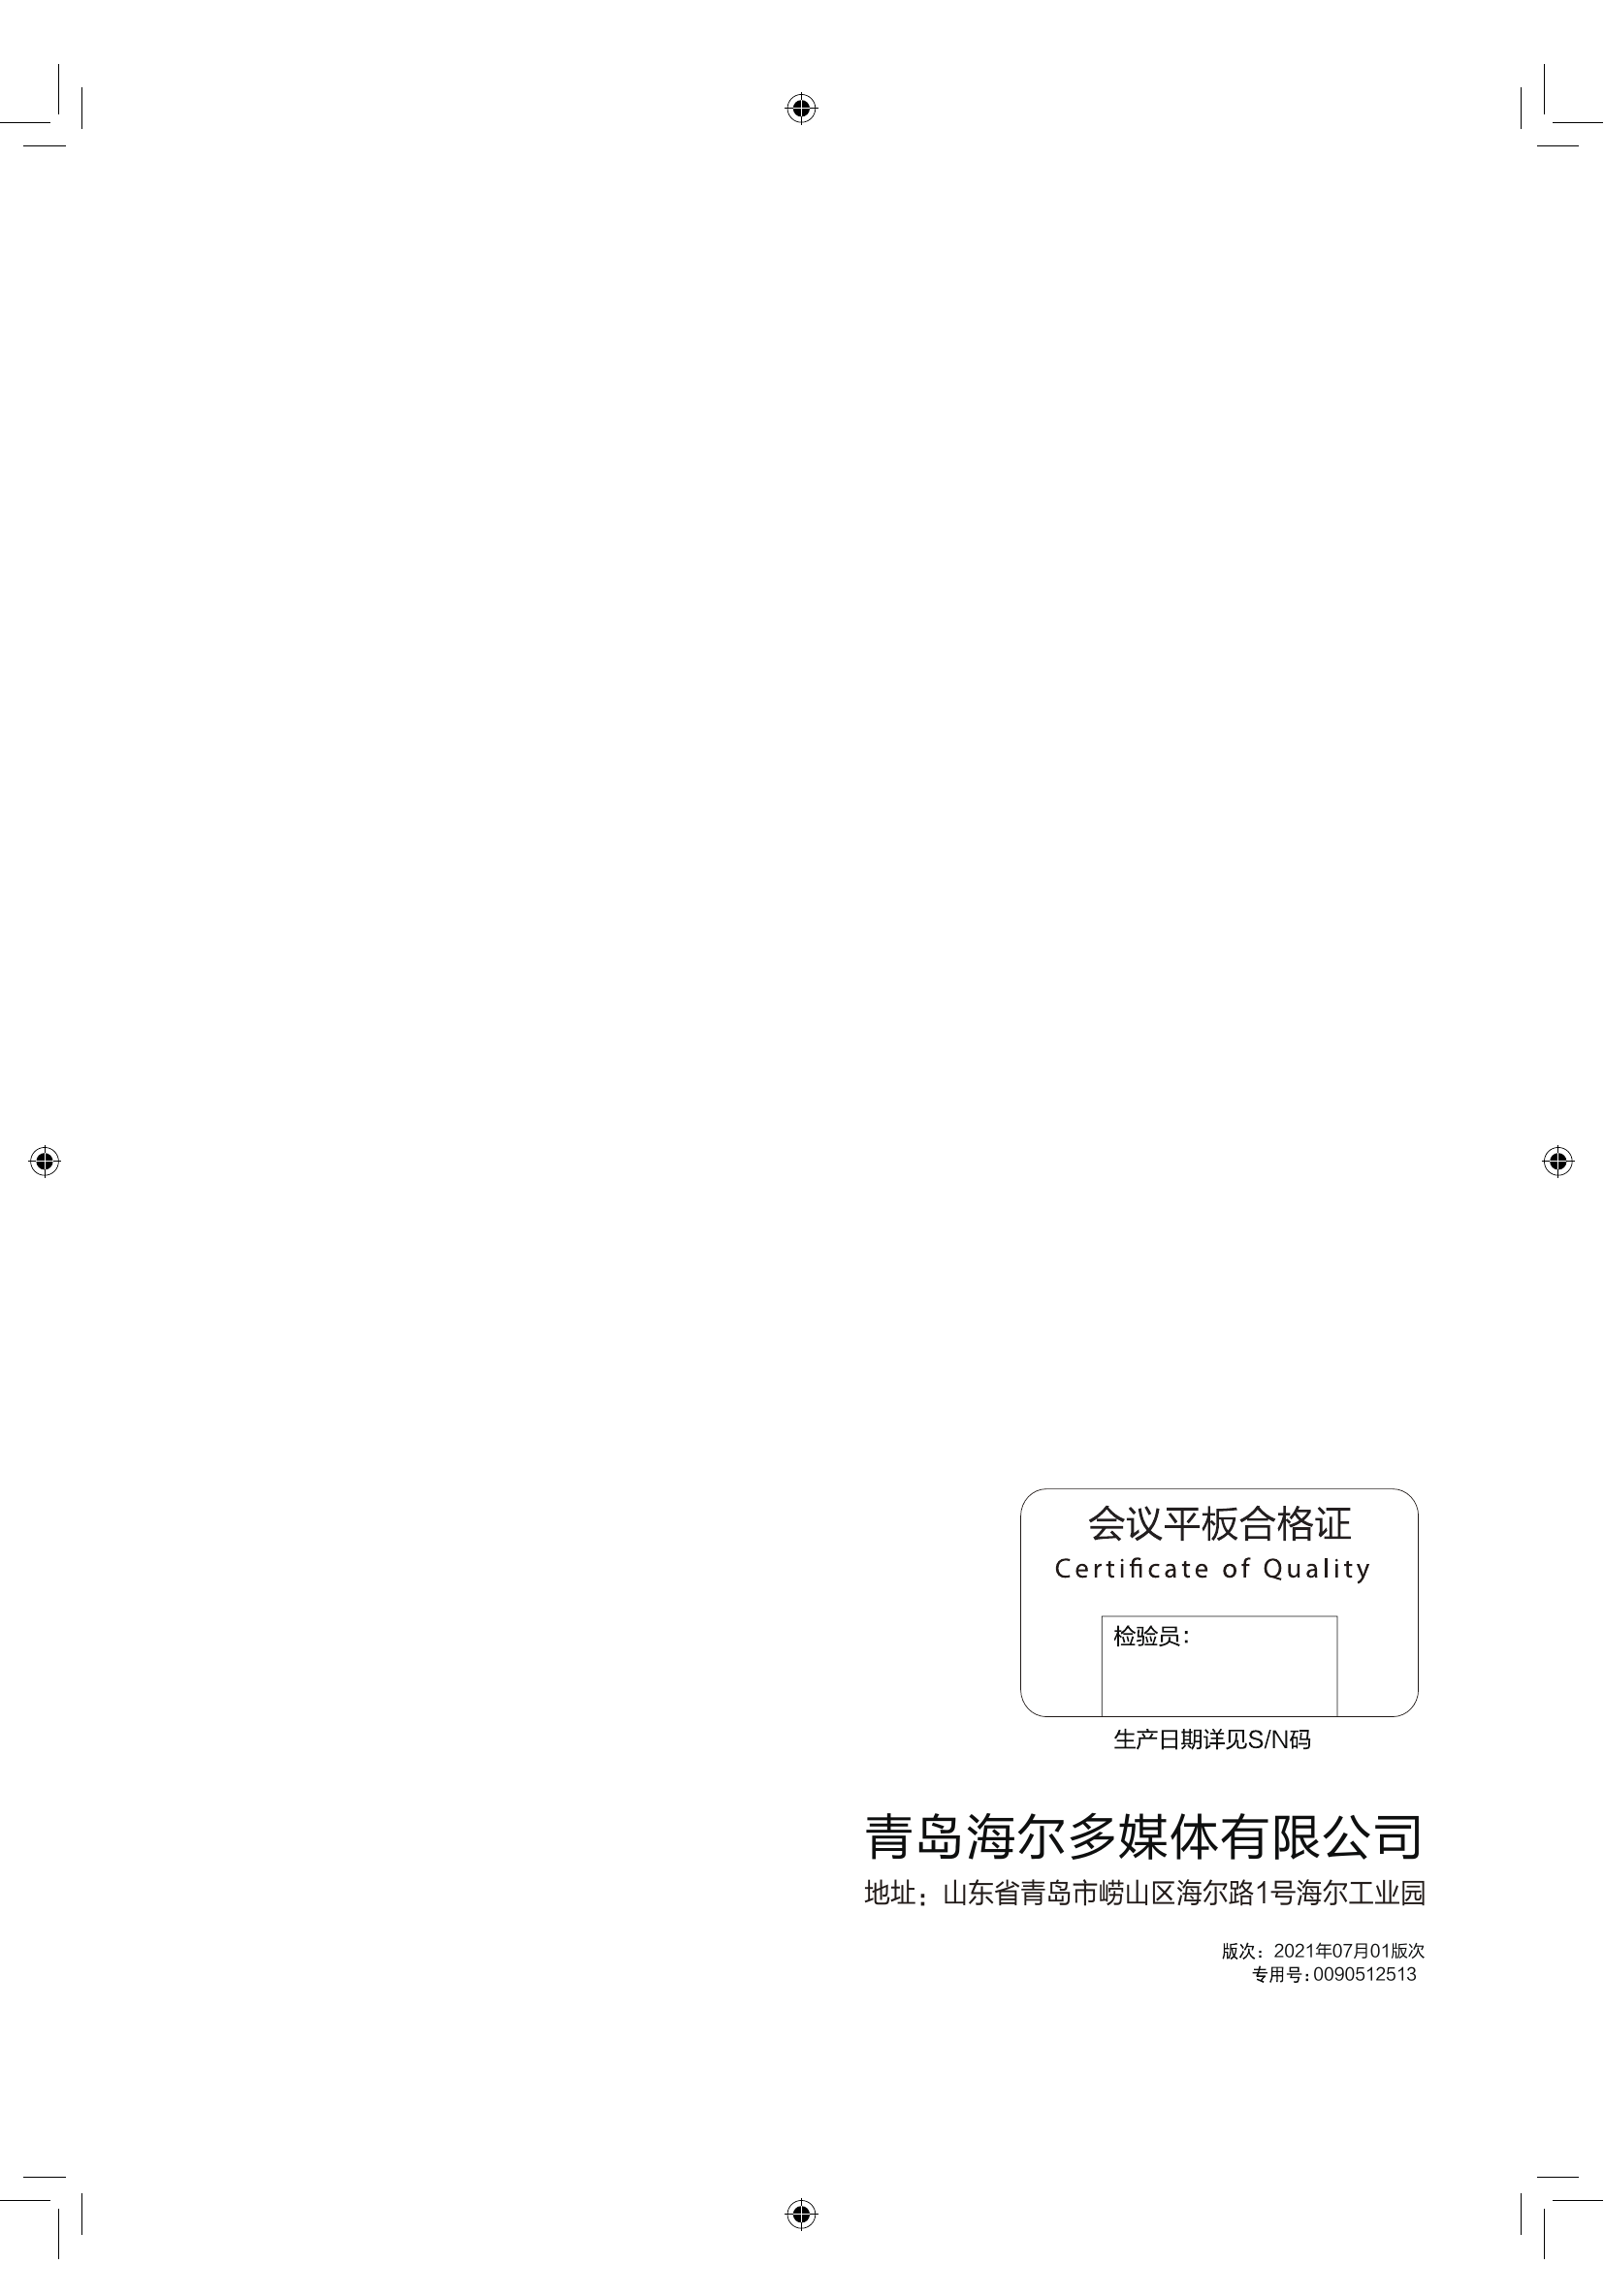 会议平板合格证
Certificate of Quality
检验员：
生产日期详见S/N码
青岛海尔多媒体有限公司
地址：山东省青岛市崂山区海尔路1号海尔工业园
版次：2021年07月01版次
专用号：0090512513